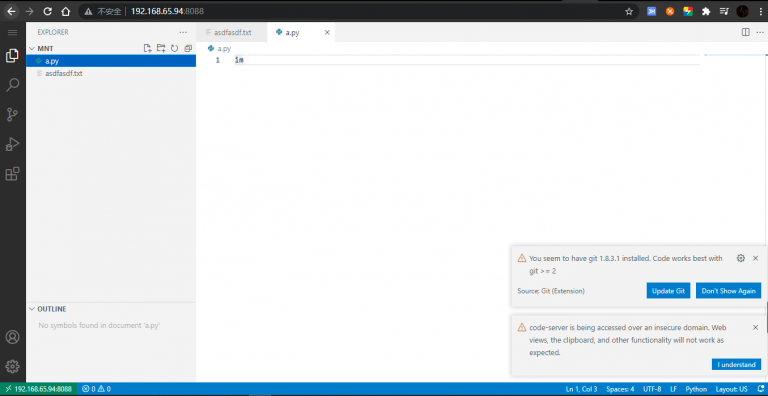 不安全 192.168.65.94:8088
EXPLORER
MNT
a.py
asdfasdf.txt
OUTLINE
No symbols found in document 'a.py'
asdfasdf.txt
a.py
a.py
1 im
You seem to have git 1.8.3.1 installed. Code works best with
git >= 2
Source: Git (Extension)
Update Git
Don't Show Again
code-server is being accessed over an insecure domain. Web
views, the clipboard, and other functionality will not work as
expected.
I understand
192.168.65.94:8088
0 0
Ln 1, Col 3
Spaces: 4
UTF-8
LF
Python
Layout: US